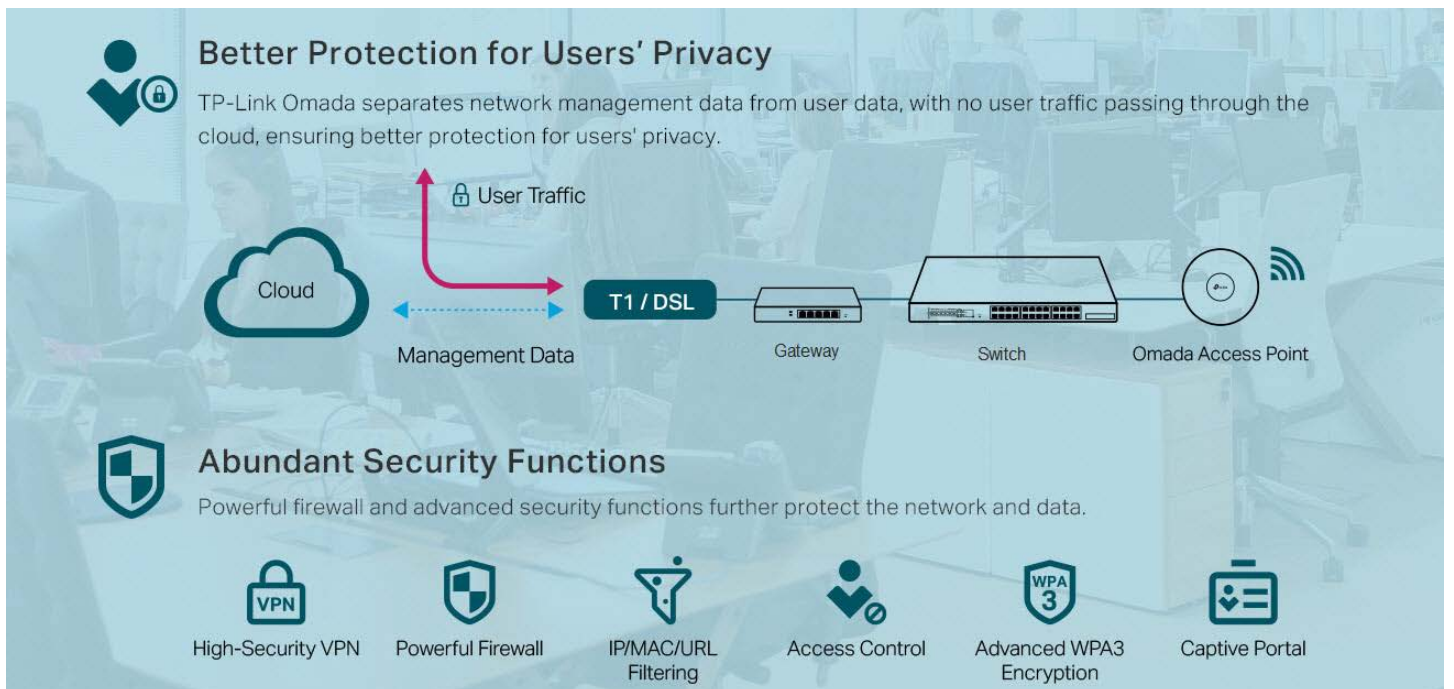 Better Protection for Users' Privacy
TP-Link Omada separates network management data from user data, with no user traffic passing through the
cloud, ensuring better protection for users' privacy.
User Traffic
Cloud
T1 / DSL
Management Data
Gateway
Switch
Omada Access Point
Abundant Security Functions
Powerful firewall and advanced security functions further protect the network and data.
VPN
WPA
3
High-Security VPN
Powerful Firewall
IP/MAC/URL
Filtering
Access Control
Advanced WPA3
Encryption
Captive Portal